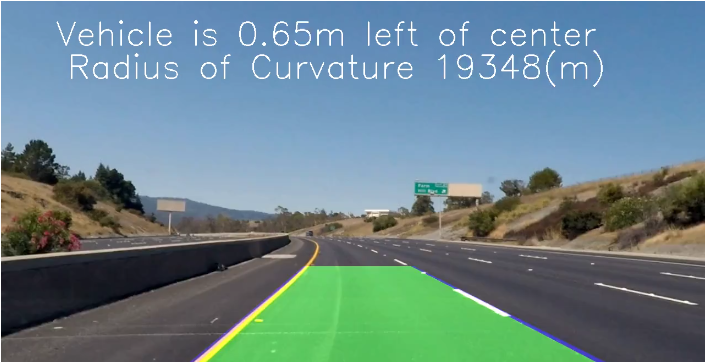 Vehicle is 0.65m left of center
Radius of Curvature 19348(m)